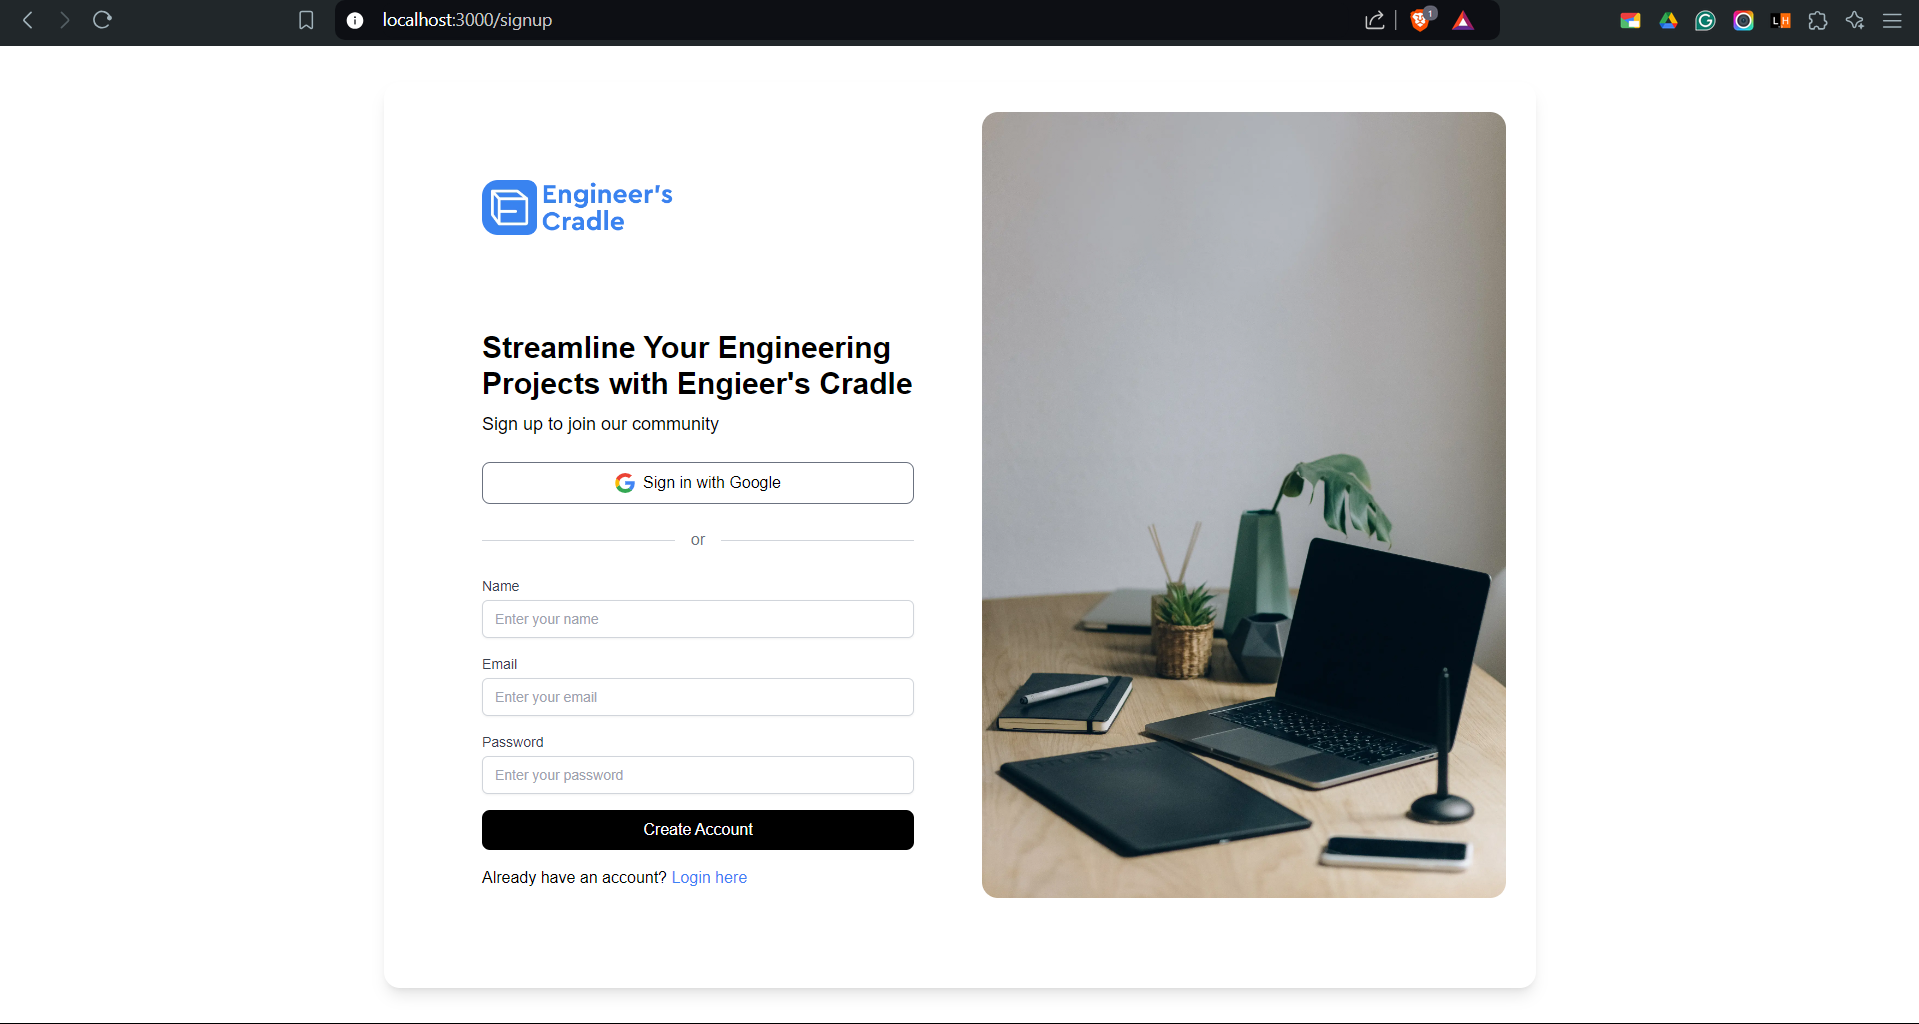 localhost:3000/signup
1
L H
Engineer's
Cradle
Streamline Your Engineering
Projects with Engieer's Cradle
Sign up to join our community
Sign in with Google
or
Name
Enter your name
Email
Enter your email
Password
Enter your password
Create Account
Already have an account? Login here